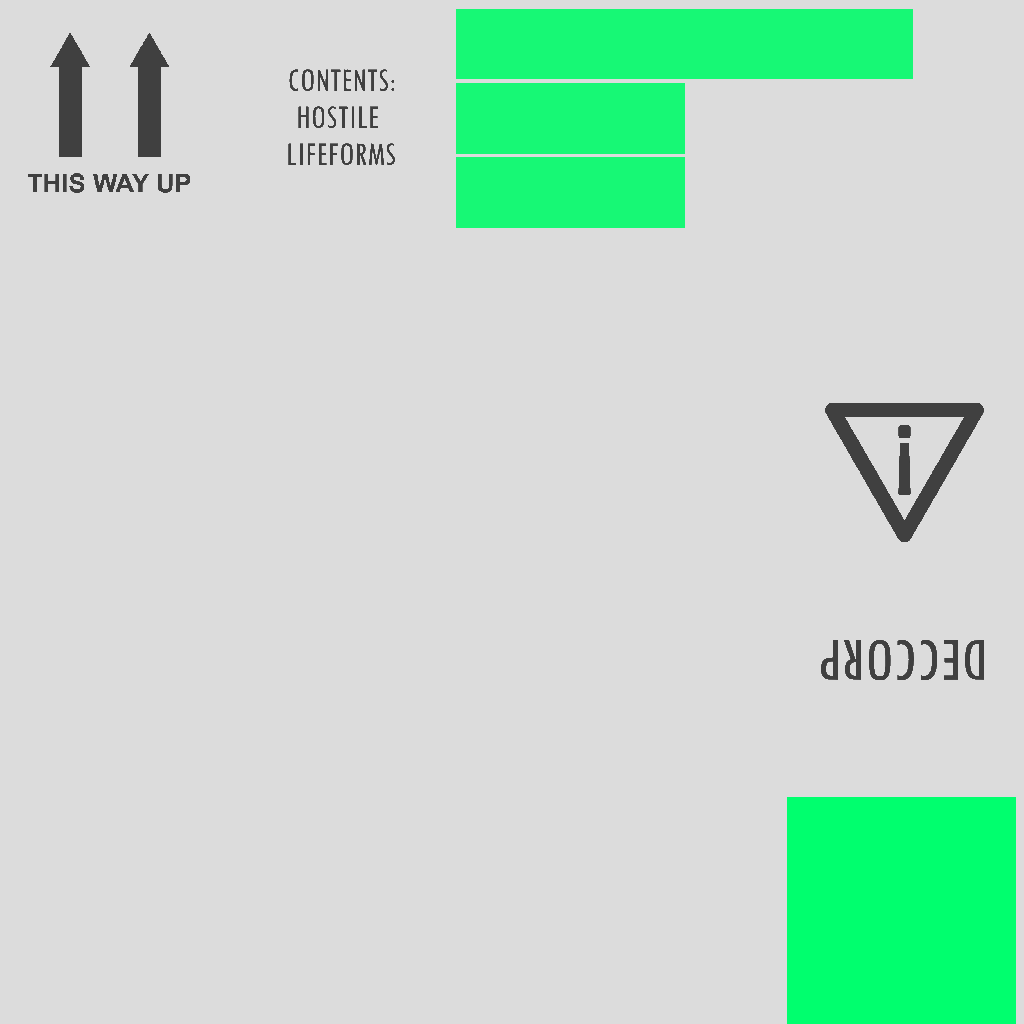 THIS WAY UP
CONTENTS:
HOSTILE
LIFEFORMS
!
DECCORP